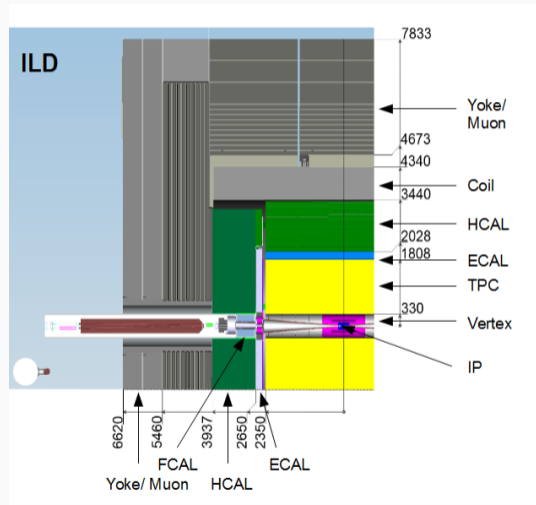 ILD
7833
Yoke/
Muon
4673
4340
Coil
3440
HCAL
2028
ECAL
1808
TPC
330
Vertex
IP
6620
5460
3937
2650
2350
FCAL
ECAL
Yoke/ Muon
HCAL